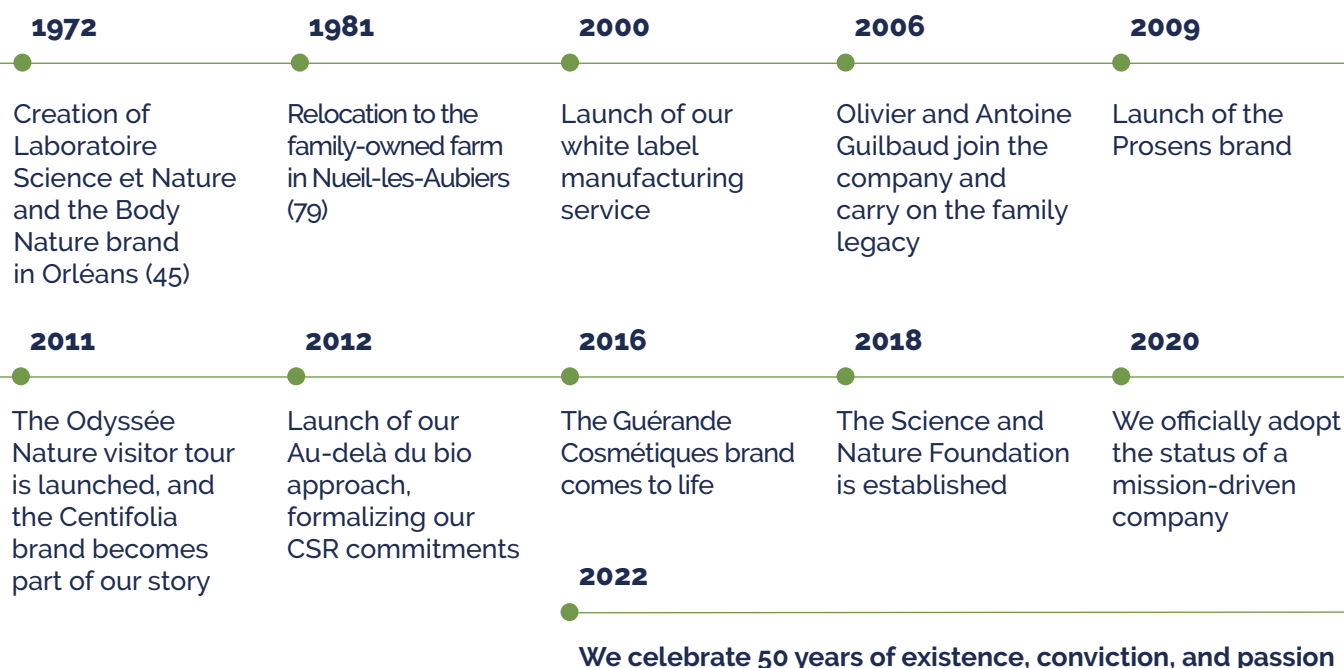 1972
Creation of
Laboratoire
Science et Nature
and the Body
Nature brand
in Orléans (45)
1981
Relocation to the
family-owned farm
in Nueil-les-Aubiers
(79)
2000
Launch of our
white label
manufacturing
service
2006
Olivier and Antoine
Guilbaud join the
company and
carry on the family
legacy
2009
Launch of the
Prosens brand
2011
The Odyssée
Nature visitor tour
is launched, and
the Centifolia
brand becomes
part of our story
2012
Launch of our
Au-delà du bio
approach,
formalizing our
CSR commitments
2016
The Guérande
Cosmétiques brand
comes to life
2018
The Science and
Nature Foundation
is established
2020
We officially adopt
the status of a
mission-driven
company
2022
We celebrate 50 years of existence, conviction, and passion